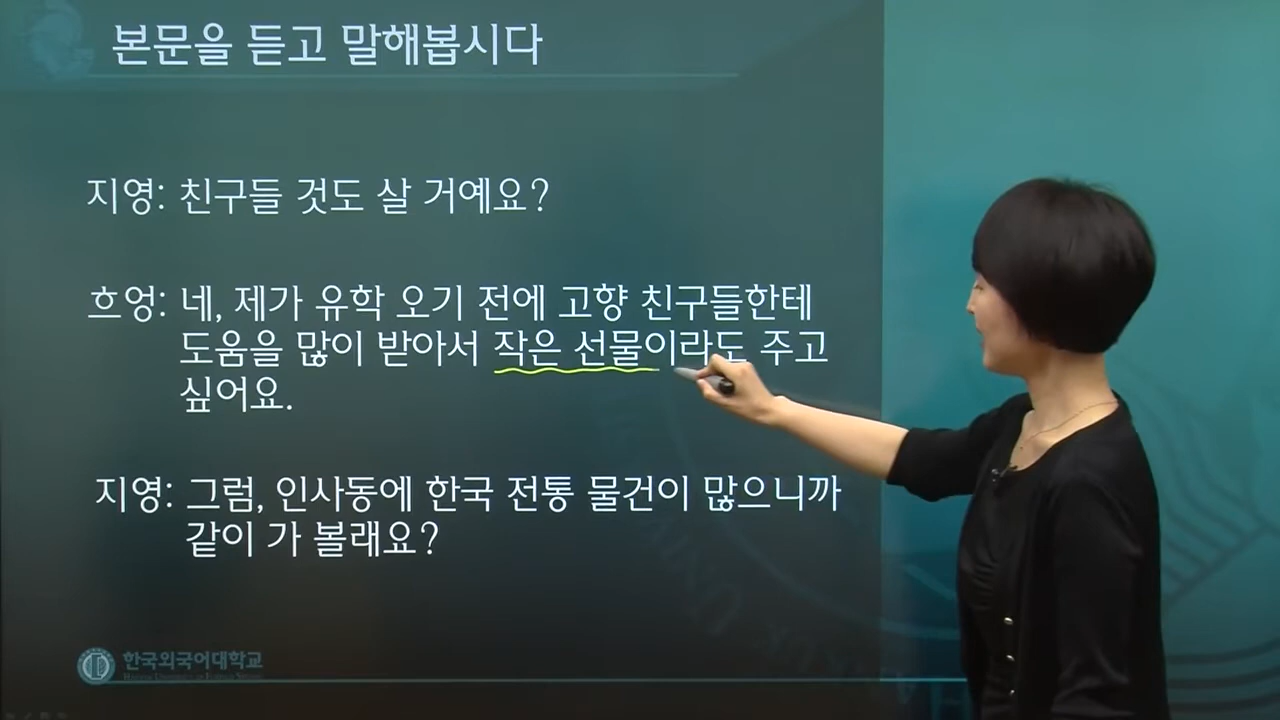 본문을 듣고 말해봅시다
지영: 친구들 것도 살 거예요?
흐엉: 네, 제가 유학 오기 전에 고향 친구들한테
도움을 많이 받아서 작은 선물이라도 주고
싶어요.
지영: 그럼, 인사동에 한국 전통 물건이 많으니까
같이 가 볼래요?
한국외국어대학교